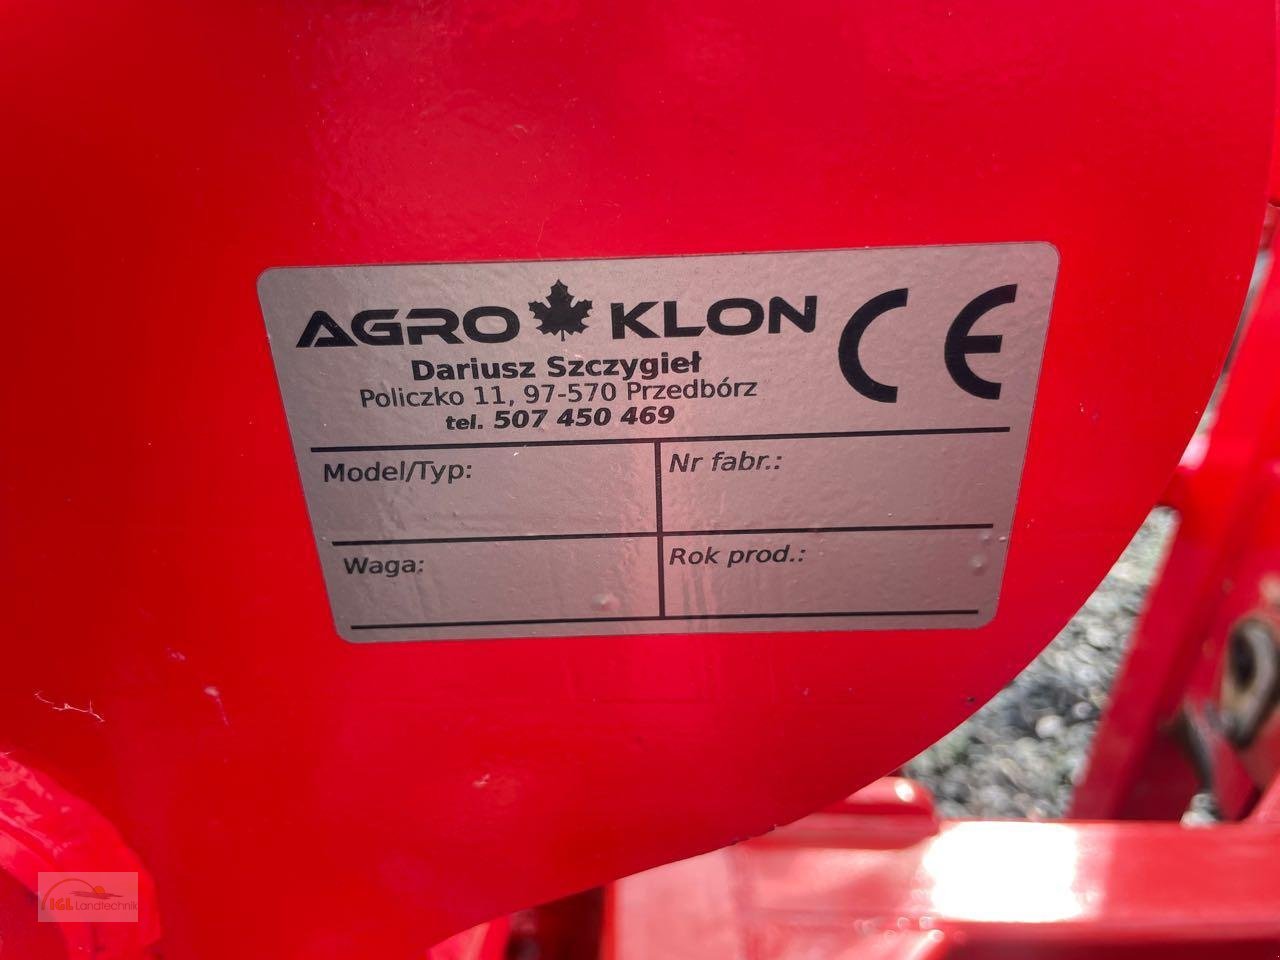 AGRO KLON
CE
Dariusz Szczygieł
Policzko 11, 97-570 Przedbórz
tel. 507 450 469
Model/Typ:
Nr fabr.:
Waga:
Rok prod.:
IGL Landtechnik